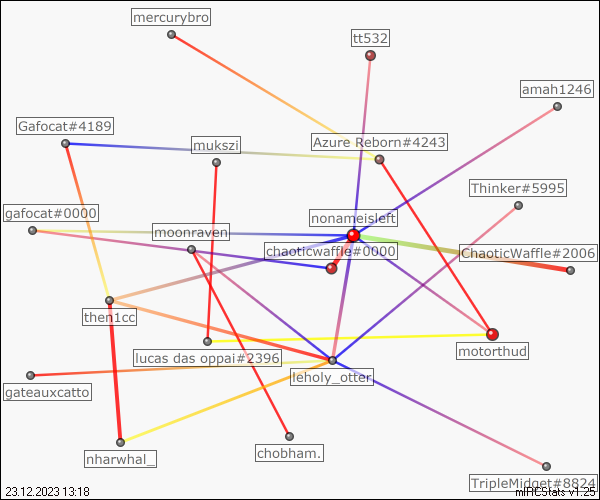 mercurybro
tt532
amah1246
Gafocat#4189
mukszi
Azure Reborn#4243
Thinker#5995
gafocat#0000
nonameisleft
moonraven
chaoticwaffle#0000
ChaoticWaffle#2006
then1cc
lucas das oppai#2396
motorthud
leholy_otter
gateauxcatto
nharwhal_
chobham.
TripleMidget#8824
23.12.2023 13:18
mIRCStats v1.25